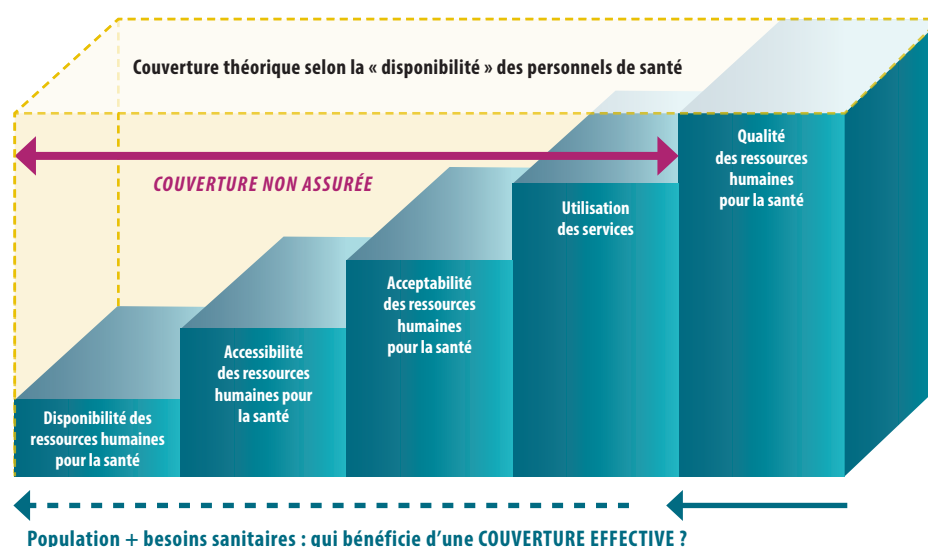 Couverture théorique selon la « disponibilité » des personnels de santé
COUVERTURE NON ASSURÉE
Disponibilité des
ressources humaines
pour la santé
Accessibilité
des ressources
humaines pour
la santé
Acceptabilité
des ressources
humaines
pour la santé
Utilisation
des services
Qualité
des ressources
humaines
pour la santé
Population + besoins sanitaires : qui bénéficie d'une COUVERTURE EFFECTIVE ?